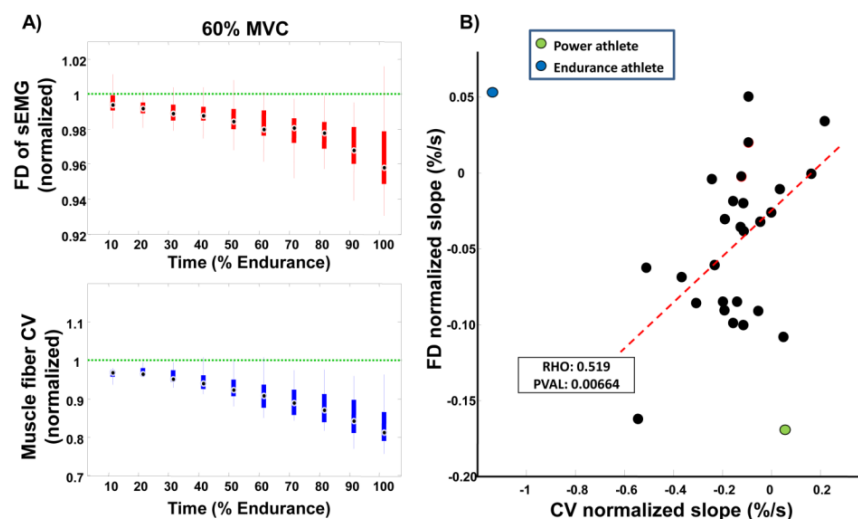 A)
60% MVC
FD of sEMG
(normalized)
1.02
1
0.98
0.96
0.94
0.92
10 20 30 40 50 60 70 80 90 100
Time (% Endurance)
Muscle fiber CV
(normalized)
1.1
1
0.9
0.8
0.7
10 20 30 40 50 60 70 80 90 100
Time (% Endurance)
B)
Power athlete
Endurance athlete
FD normalized slope (%/s)
0.05
0
-0.05
-0.10
-0.15
-0.20
RHO: 0.519
PVAL: 0.00664
-1 -0.8 -0.6 -0.4 -0.2 0 0.2
CV normalized slope (%/s)